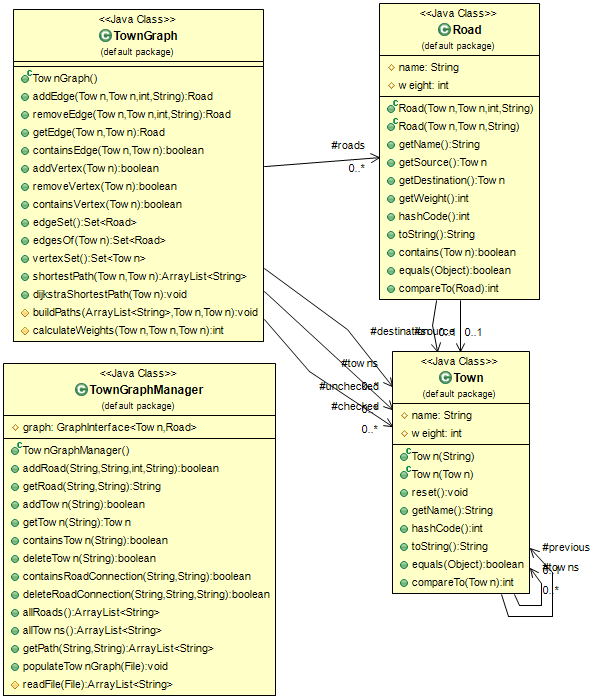 <<Java Class>>
TownGraph
(default package)
TownGraph()
addEdge(Town,Town,int,String):Road
removeEdge(Town,Town,int,String):Road
getEdge(Town,Town):Road
containsEdge(Town,Town):boolean
addVertex(Town):boolean
removeVertex(Town):boolean
containsVertex(Town):boolean
edgeSet():Set<Road>
edgesOf(Town):Set<Road>
vertexSet():Set<Town>
shortestPath(Town,Town):ArrayList<String>
dijkstraShortestPath(Town):void
buildPaths(ArrayList<String>,Town,Town):void
calculateWeights(Town,Town):int
#roads
0..*
<<Java Class>>
Road
(default package)
name: String
weight: int
Road(Town,Town,int,String)
Road(Town,Town,String)
getName():String
getSource():Town
getDestination():Town
getWeight():int
hashCode():int
toString():String
contains(Town):boolean
equals(Object):boolean
compareTo(Road):int
#destination
#source
0..1
0..1
#towns
0..*
#unchecked
0..*
#checked
0..*
<<Java Class>>
Town
(default package)
name: String
weight: int
Town(String)
Town(Town)
reset():void
getName():String
hashCode():int
toString():String
equals(Object):boolean
compareTo(Town):int
#previous
0..1
#towns
0..*
<<Java Class>>
TownGraphManager
(default package)
graph: GraphInterface<Town,Road>
TownGraphManager()
addRoad(String,String,int,String):boolean
getRoad(String,String):String
addTown(String):boolean
getTown(String):Town
containsTown(String):boolean
deleteTown(String):boolean
containsRoadConnection(String,String):boolean
deleteRoadConnection(String,String,String):boolean
allRoads():ArrayList<String>
allTowns():ArrayList<String>
getPath(String,String):ArrayList<String>
populateTownGraph(File):void
readFile(File):ArrayList<String>